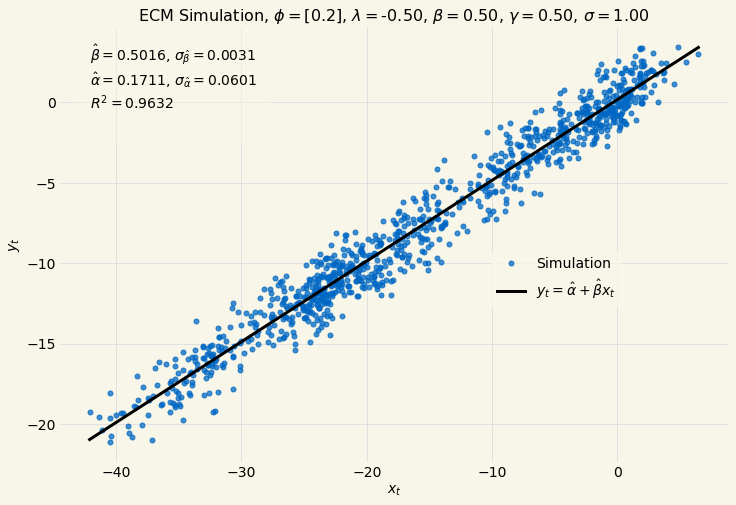 ECM Simulation, ϕ = [0.2], λ = -0.50, β = 0.50, γ = 0.50, σ = 1.00
β̂ = 0.5016, σ_β̂ = 0.0031
α̂ = 0.1711, σ_α̂ = 0.0601
R² = 0.9632
0
−5
−10
−15
−20
y_t
Simulation
y_t = α̂ + β̂x_t
−40 −30 −20 −10 0
x_t